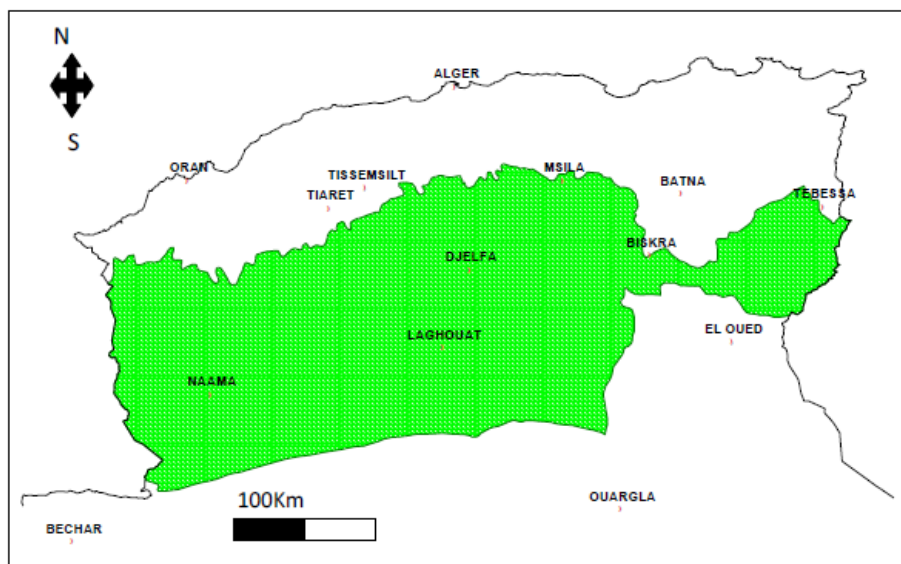 N
ALGER
S
ORAN
TISSEMSILT
MSILA
TIARET
BATNA
TEBESSA
BISKRA
DJELFA
EL OUED
LAGHOUAT
NAAMA
100Km
OUARGLA
BECHAR